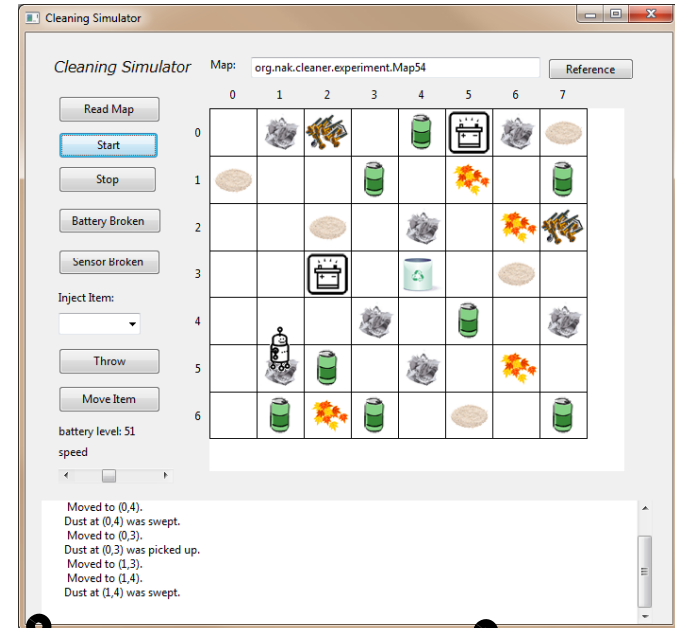 Cleaning Simulator
Cleaning Simulator
Map: org.nak.cleaner.experiment.Map54
Reference
Read Map
Start
Stop
Battery Broken
Sensor Broken
Inject Item:
Throw
Move Item
battery level: 51
speed
0 1 2 3 4 5 6 7
0
1
2
3
4
5
6
Moved to (0,4).
Dust at (0,4) was swept.
Moved to (0,3).
Dust at (0,3) was picked up.
Moved to (1,3).
Moved to (1,4).
Dust at (1,4) was swept.